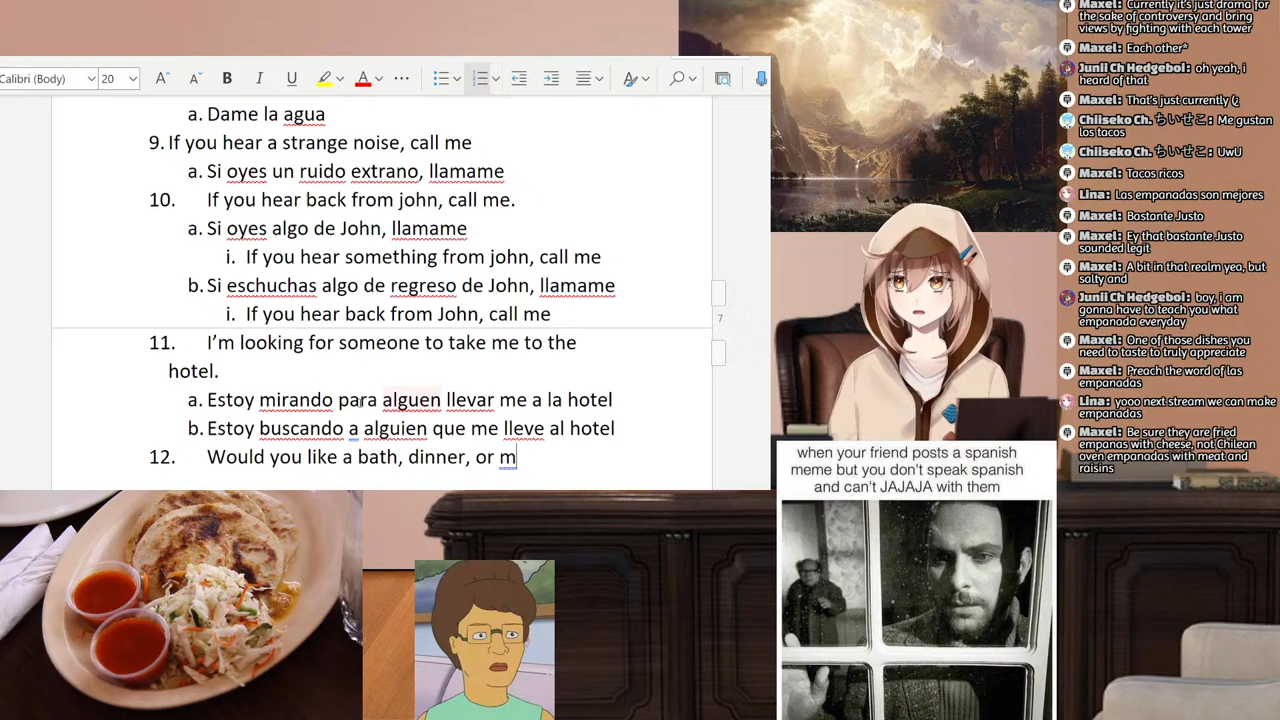 Calibri (Body)
20
B
I
U
A
a. Dame la agua
9. If you hear a strange noise, call me
a. Si oyes un ruido extrano, llamame
10. If you hear back from john, call me.
a. Si oyes algo de John, llamame
i. If you hear something from john, call me
b. Si eschuchas algo de regreso de John, llamame
i. If you hear back from John, call me
7
11. I'm looking for someone to take me to the
hotel.
a. Estoy mirando para alguen llevar me a la hotel
b. Estoy buscando a alguien que me lleve al hotel
12. Would you like a bath, dinner, or m
when your friend posts a spanish
meme but you don't speak spanish
and can't JAJAJA with them
Maxel: Currently it's just drama for
the sake of controversy and bring
views by fighting with each tower
Maxel: Each other*
Junii Ch Hedgeboi: oh yeah, i
heard of that
Maxel: That's just currently (¿
Chiiseko Ch. ちいせこ: Me gustan
los tacos
Chiiseko Ch. ちいせこ: UwU
Maxel: Tacos ricos
Lina: Las empanadas son mejores
Maxel: Bastante Justo
Maxel: Ey that bastante Justo
sounded legit
Maxel: A bit in that realm yea, but
salty and
Junii Ch Hedgeboi: boy, i am
gonna have to teach you what
empanada everyday
Maxel: One of those dishes you
need to taste to truly appreciate
Maxel: Preach the word of las
empanadas
Lina: yooo next stream we can make
empanadas
Maxel: Be sure they are fried
empanas with cheese, not Chilean
oven empanadas with meat and
raisins